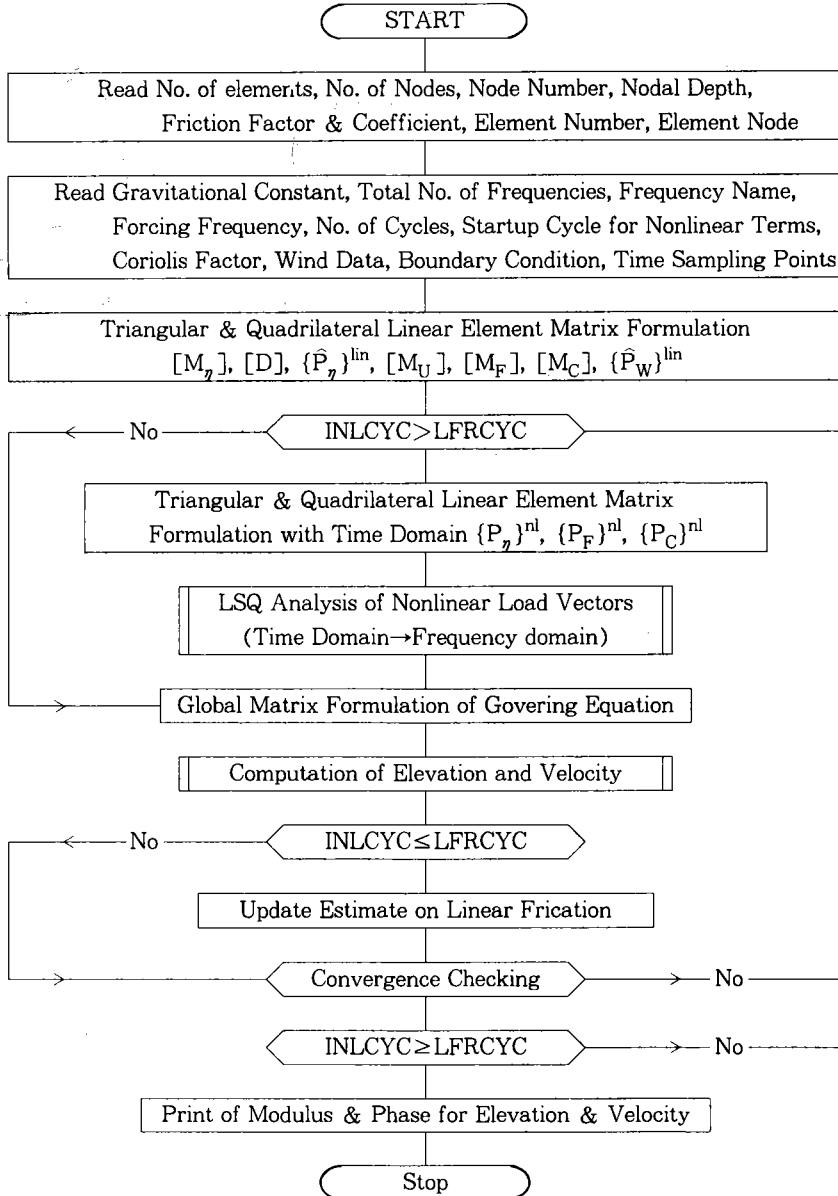 START
Read No. of elements, No. of Nodes, Node Number, Nodal Depth,
Friction Factor & Coefficient, Element Number, Element Node
Read Gravitational Constant, Total No. of Frequencies, Frequency Name,
Forcing Frequency, No. of Cycles, Startup Cycle for Nonlinear Terms,
Coriolis Factor, Wind Data, Boundary Condition, Time Sampling Points
Triangular & Quadrilateral Linear Element Matrix Formulation
[M_η], [D], {P̂_η}^lin, [M_U], [M_F], [M_C], {P̂_W}^lin
No
INLCYC>LFRCYC
Triangular & Quadrilateral Linear Element Matrix
Formulation with Time Domain {P_η}^nl, {P_F}^nl, {P_C}^nl
LSQ Analysis of Nonlinear Load Vectors
(Time Domain→Frequency domain)
Global Matrix Formulation of Govering Equation
Computation of Elevation and Velocity
No
INLCYC≤LFRCYC
Update Estimate on Linear Frication
Convergence Checking
No
INLCYC≥LFRCYC
No
Print of Modulus & Phase for Elevation & Velocity
Stop